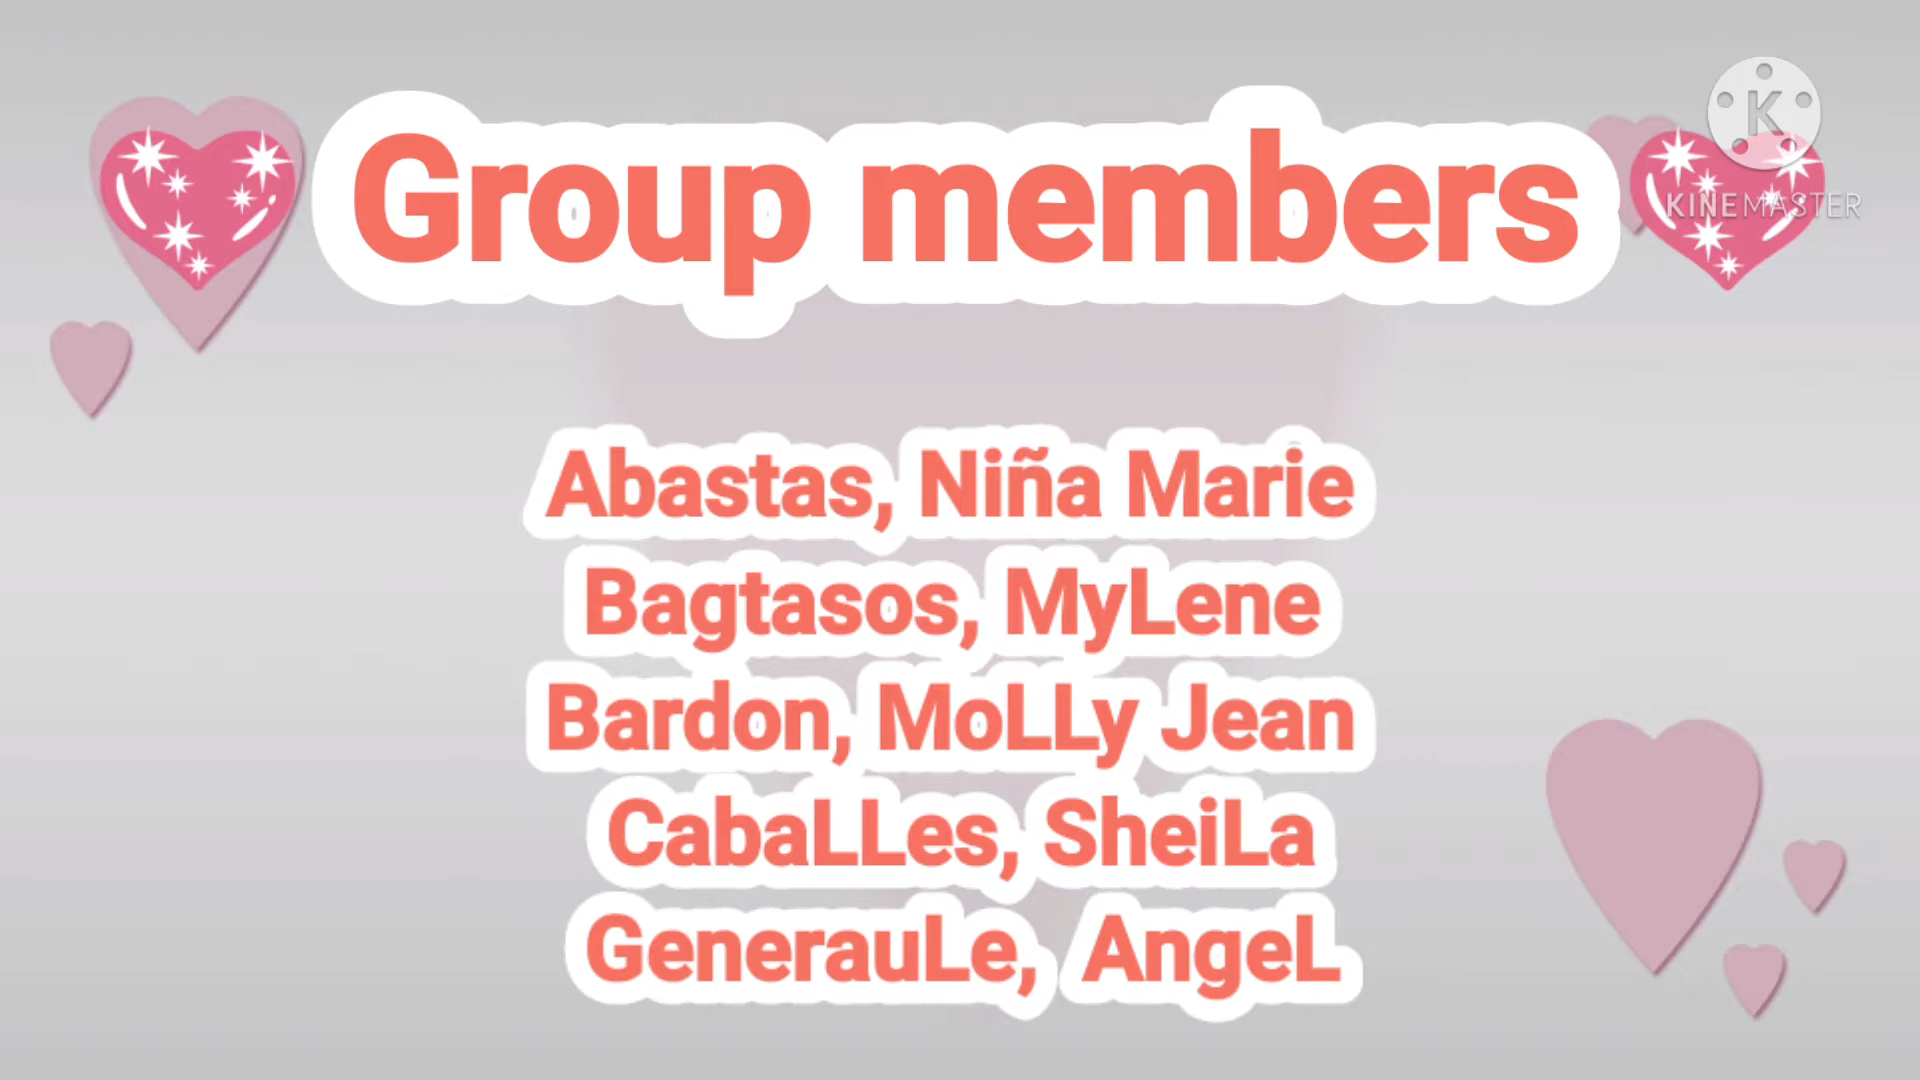 Group members
K
KINEMASTER
Abastas, Niña Marie
Bagtasos, MyLene
Bardon, MoLLy Jean
CabaLLes, SheiLa
GenerauLe, AngeL